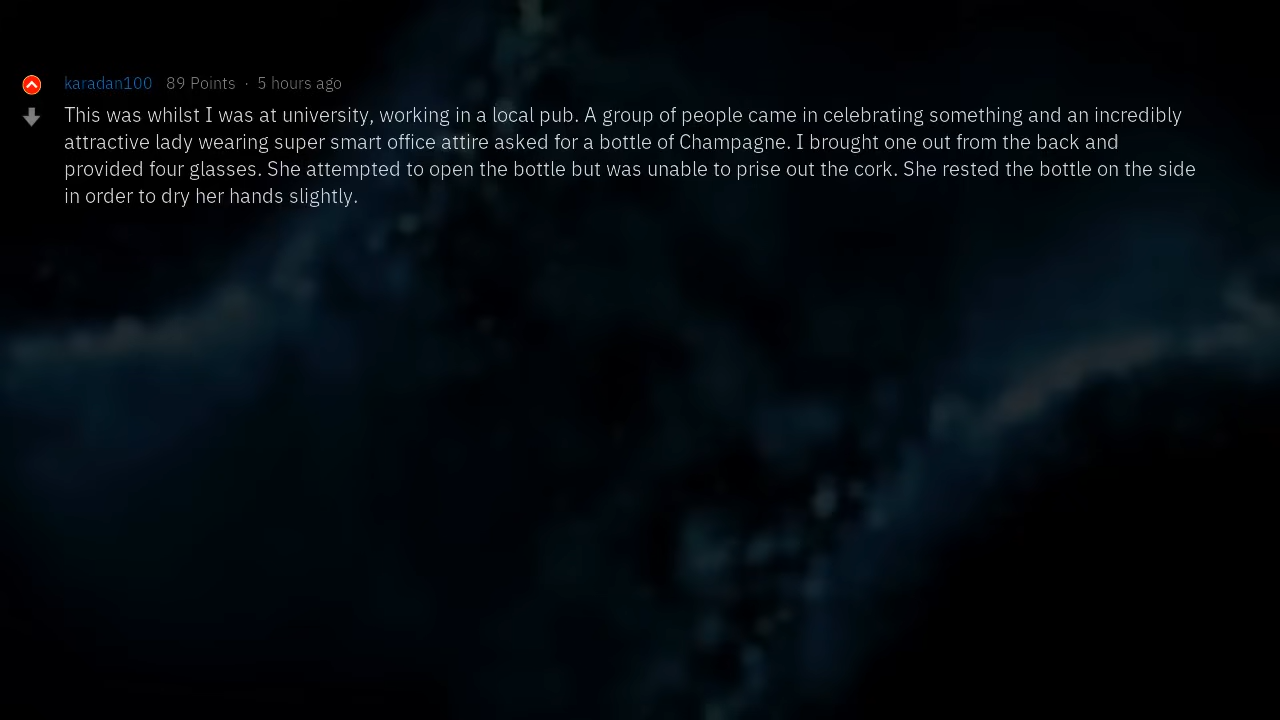 karadan100 89 Points · 5 hours ago
This was whilst I was at university, working in a local pub. A group of people came in celebrating something and an incredibly
attractive lady wearing super smart office attire asked for a bottle of Champagne. I brought one out from the back and
provided four glasses. She attempted to open the bottle but was unable to prise out the cork. She rested the bottle on the side
in order to dry her hands slightly.